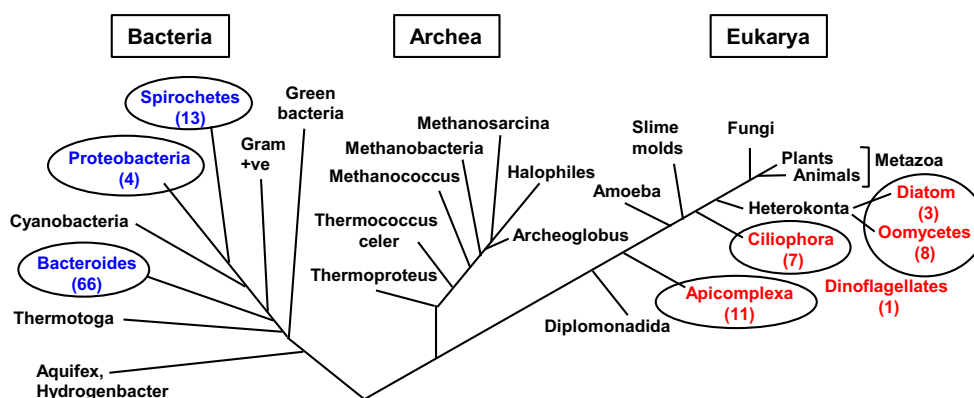 Bacteria
Archea
Eukarya
Spirochetes
(13)
Green
bacteria
Gram
+ve
Proteobacteria
(4)
Cyanobacteria
Bacteroides
(66)
Thermotoga
Aquifex,
Hydrogenbacter
Methanosarcina
Methanobacteria
Methanococcus
Halophiles
Thermococcus
celer
Archeoglobus
Thermoproteus
Slime
molds
Fungi
Plants
Animals
Metazoa
Amoeba
Heterokonta
Diatom
(3)
Oomycetes
(8)
Ciliophora
(7)
Dinoflagellates
(1)
Apicomplexa
(11)
Diplomonadida